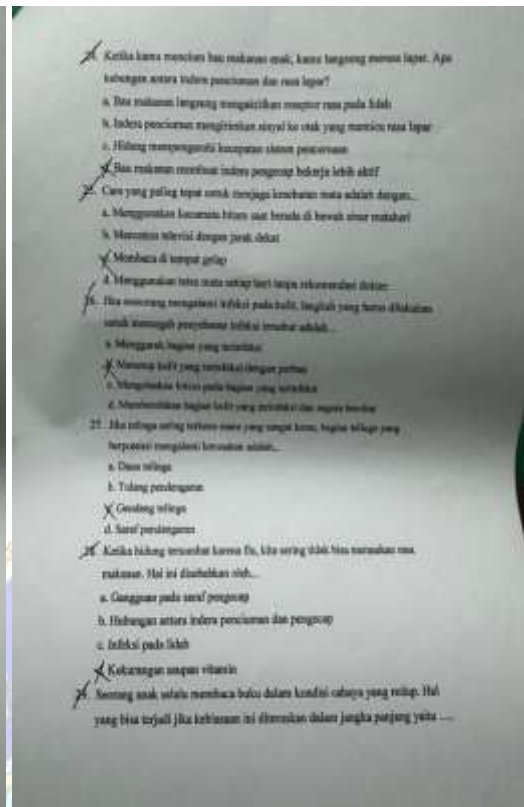 Ketika kamu mencium bau makanan enak, kamu langsung merasa lapar. Apa
hubungan antara indera penciuman dan rasa lapar?
a. Bau makanan langsung mengaktifkan reseptor rasa pada lidah
b. Indera penciuman mengirimkan sinyal ke otak yang memicu rasa lapar
c. Hidung mempengaruhi kecepatan sistem pencernaan
Bau makanan membuat indera pengecap bekerja lebih aktif
Cara yang paling tepat untuk menjaga kesehatan mata adalah dengan...
a. Menggunakan kacamata hitam saat berada di bawah sinar matahari
b. Menonton televisi dengan jarak dekat
Membaca di tempat gelap
d. Menggunakan tetes mata setiap hari tanpa rekomendasi dokter
Jika seseorang mengalami infeksi pada kulit, langkah yang harus dilakukan
untuk mencegah penyebaran infeksi tersebut adalah...
a. Menggaruk bagian yang terinfeksi
Menutup kulit yang terinfeksi dengan perban
c. Mengoleskan lotion pada bagian yang terinfeksi
d. Membersihkan bagian kulit yang terinfeksi dan segera
27. Jika telinga sering terkena suara yang sangat keras, bagian telinga yang
berpotensi mengalami kerusakan adalah...
a. Daun telinga
b. Tulang pendengaran
Gendang telinga
d. Saraf pendengaran
Ketika hidung tersumbat karena flu, kita sering tidak bisa merasakan rasa
makanan. Hal ini disebabkan oleh...
a. Gangguan pada saraf pengecap
b. Hubungan antara indera penciuman dan pengecap
c. Infeksi pada lidah
Kekurangan asupan vitamin
Seorang anak selalu membaca buku dalam kondisi cahaya yang redup. Hal
yang bisa terjadi jika kebiasaan ini diteruskan dalam jangka panjang yaitu ....